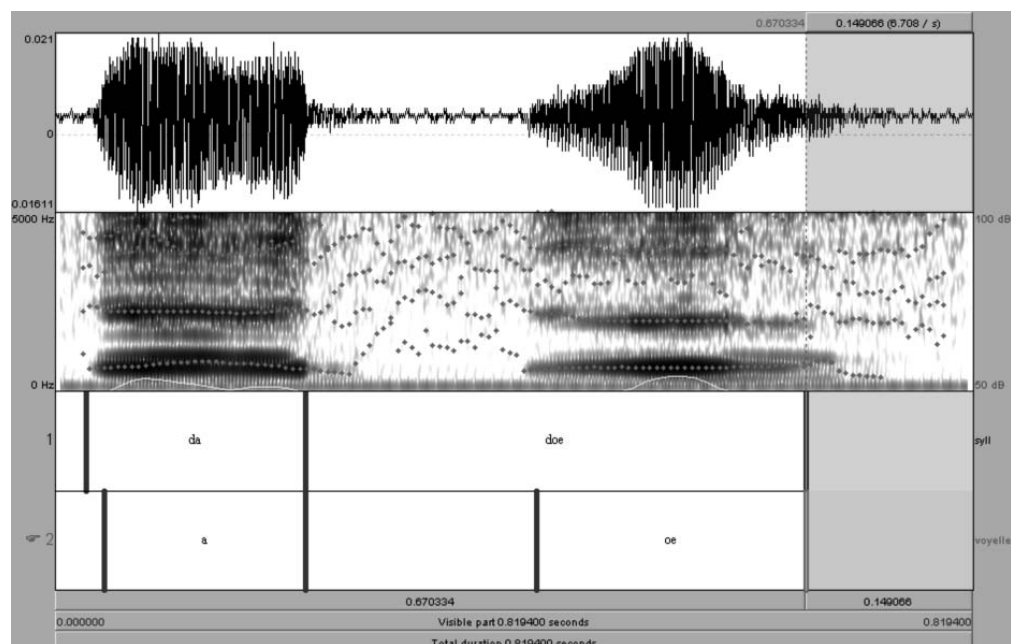 0.670334 0.149066 (6.708 / s)
0.021
0
0.01611
5000 Hz 100 dB
0 Hz 50 dB
1 da doe syll
2 a oe voyelle
0.670334 0.149066
0.000000 Visible part 0.819400 seconds 0.819400
Total duration 0.819400 seconds